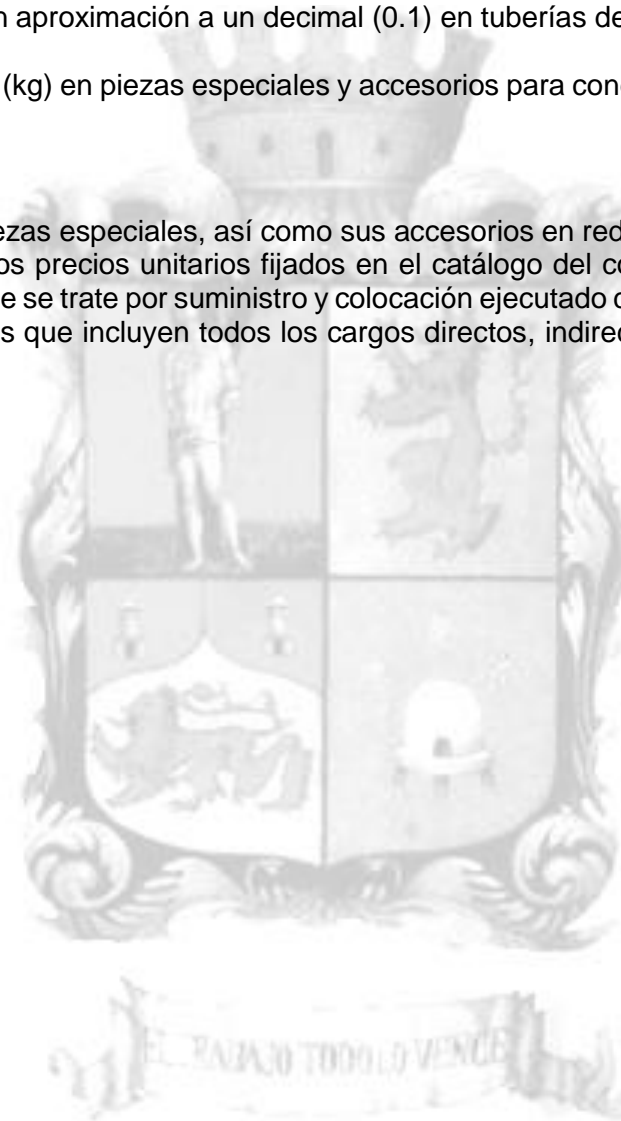 n aproximación a un decimal (0.1) en tuberías de
(kg) en piezas especiales y accesorios para con
ezas especiales, así como sus accesorios en red
os precios unitarios fijados en el catálogo del c
e se trate por suministro y colocación ejecutado
s que incluyen todos los cargos directos, indirec
EL RABAJO TODO LO VENCE